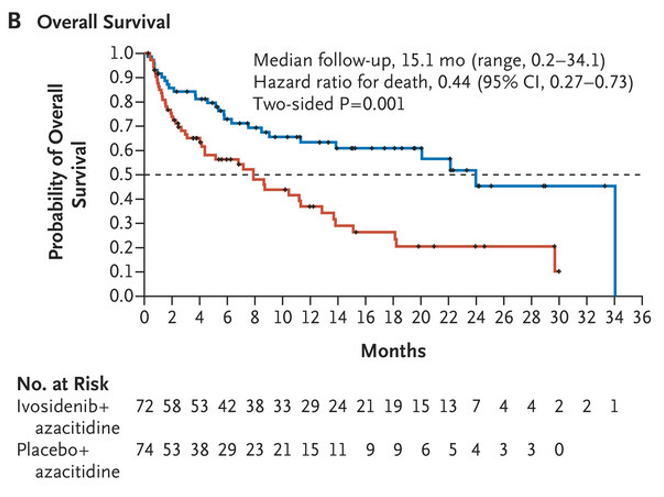 B Overall Survival
Median follow-up, 15.1 mo (range, 0.2–34.1)
Hazard ratio for death, 0.44 (95% CI, 0.27–0.73)
Two-sided P=0.001
Probability of Overall
Survival
1.0
0.9
0.8
0.7
0.6
0.5
0.4
0.3
0.2
0.1
0.0
0 2 4 6 8 10 12 14 16 18 20 22 24 26 28 30 32 34 36
Months
No. at Risk
Ivosidenib+ 72 58 53 42 38 33 29 24 21 19 15 13 7 4 4 2 2 1
azacitidine
Placebo+ 74 53 38 29 23 21 15 11 9 9 6 5 4 3 3 0
azacitidine